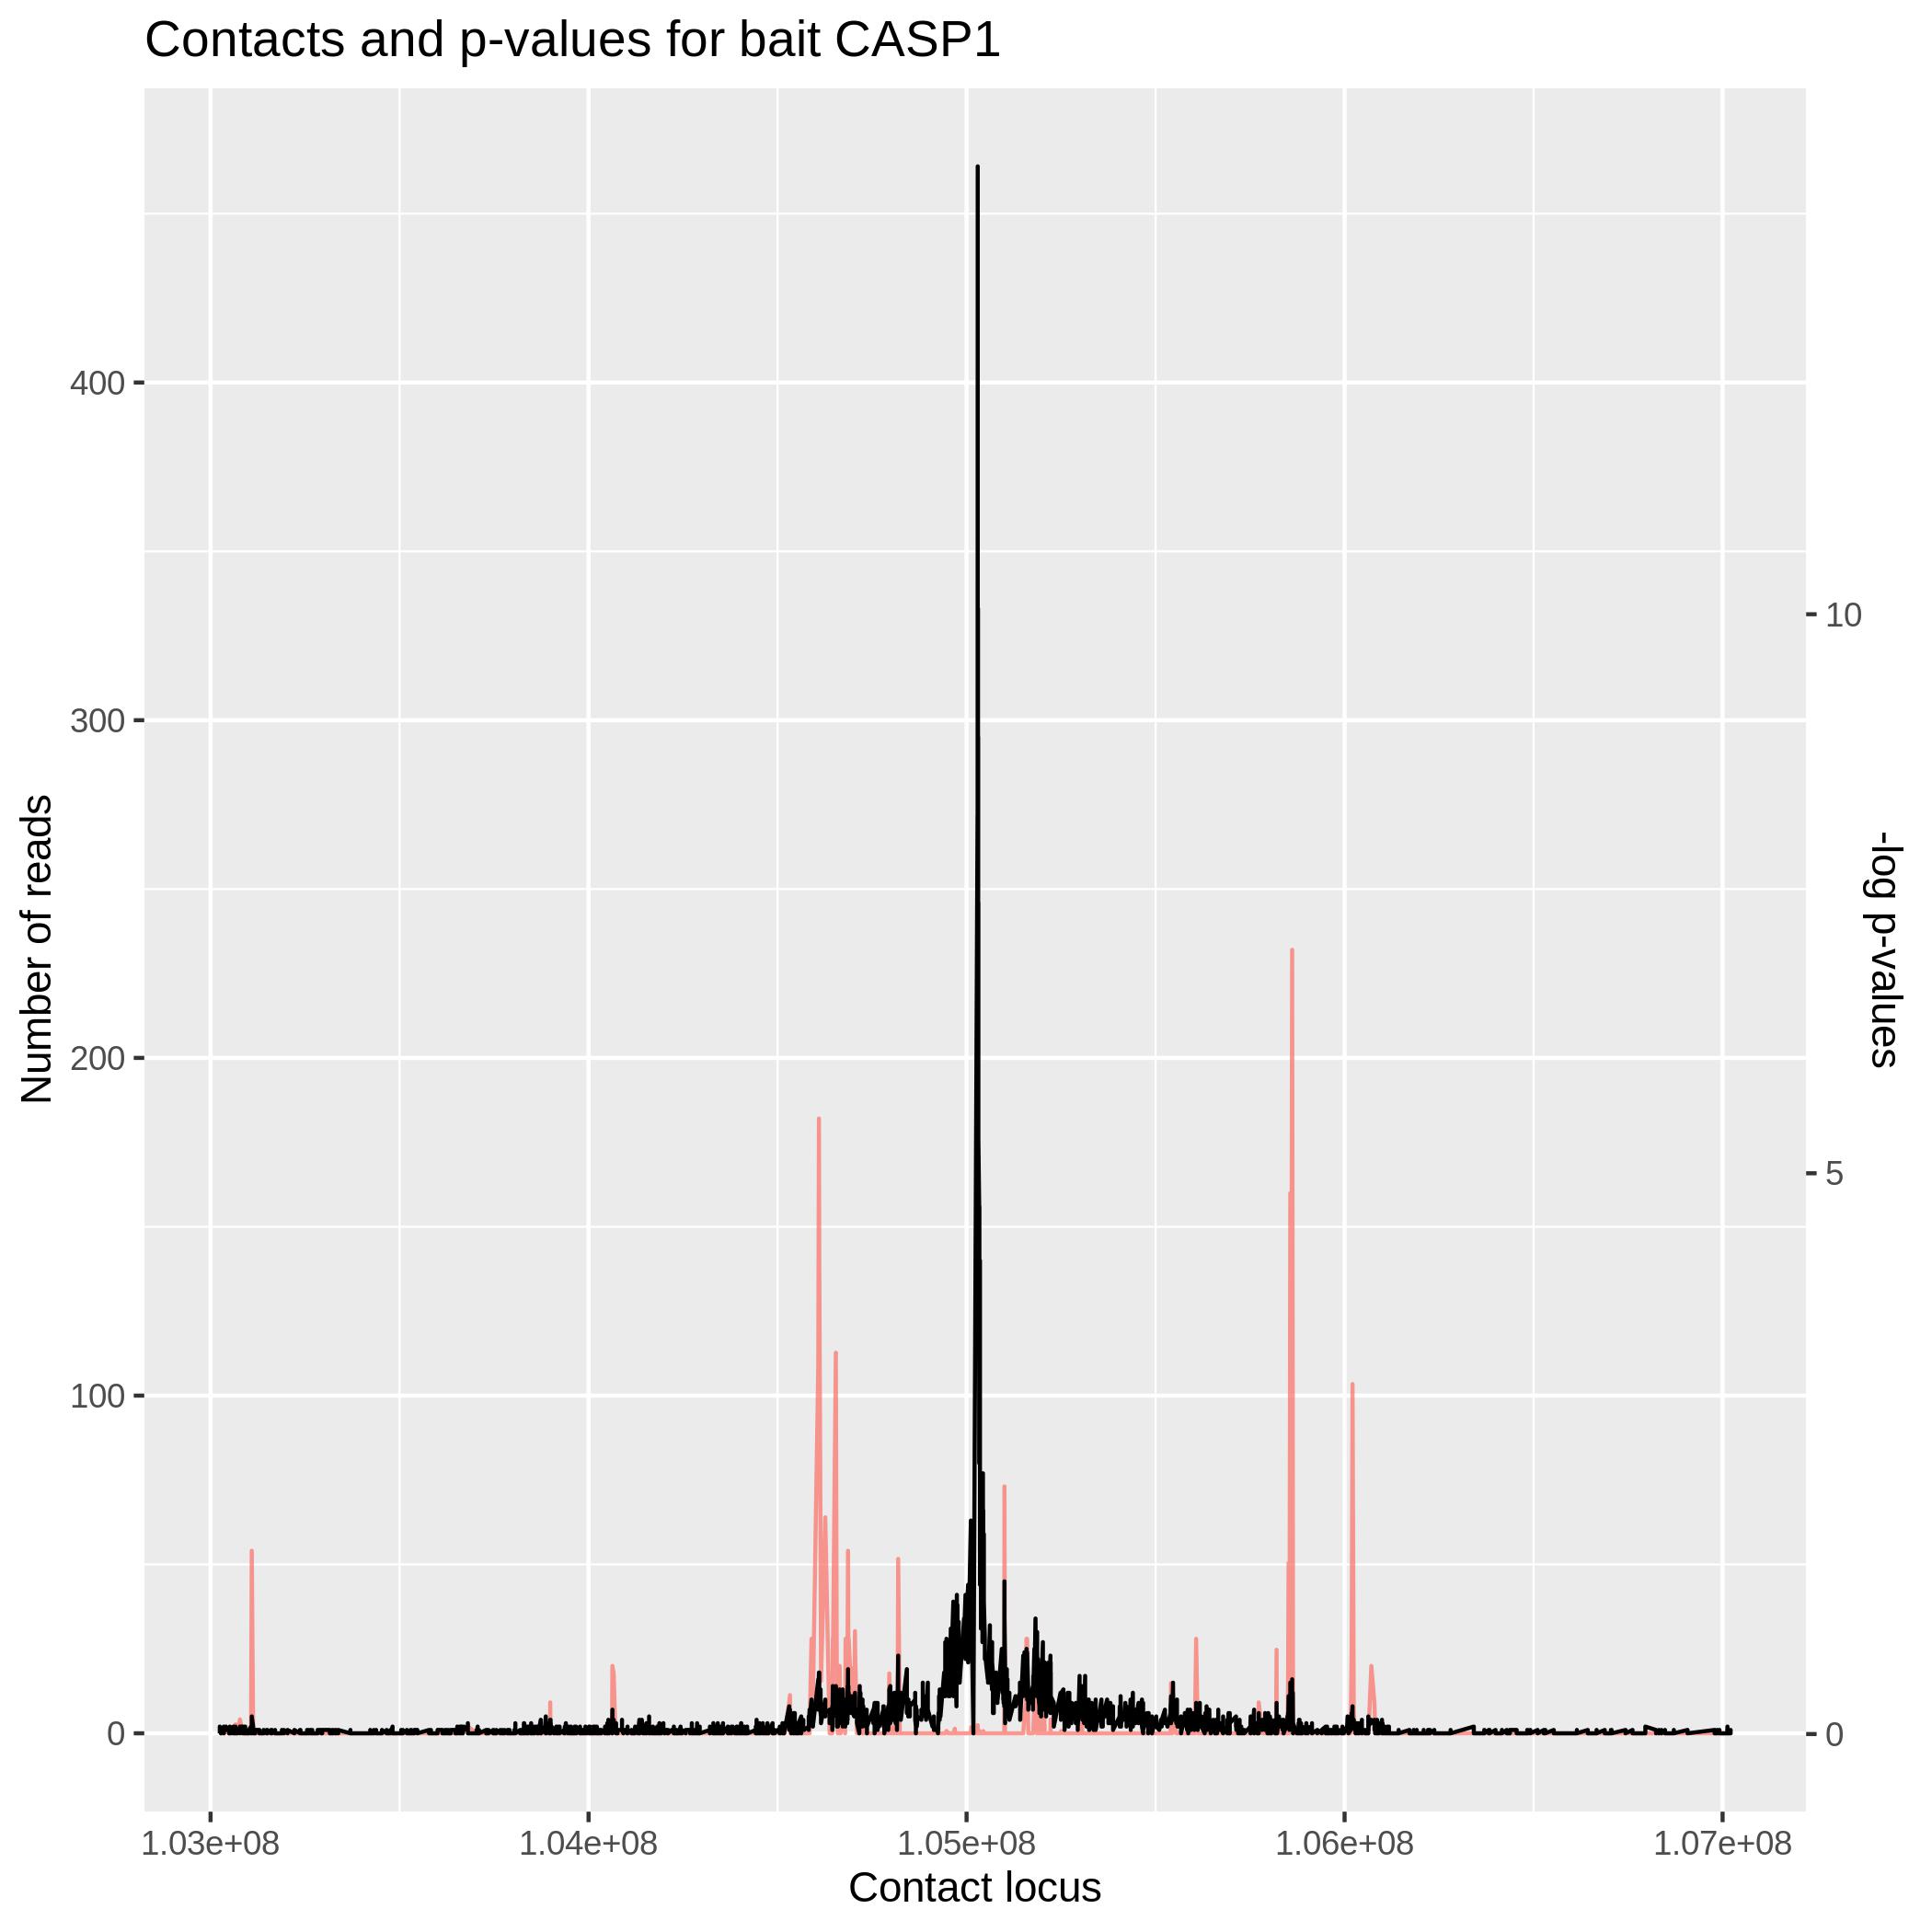 Contacts and p-values for bait CASP1
Number of reads
400
300
200
100
0
10
5
0
-log p-values
1.03e+08 1.04e+08 1.05e+08 1.06e+08 1.07e+08
Contact locus